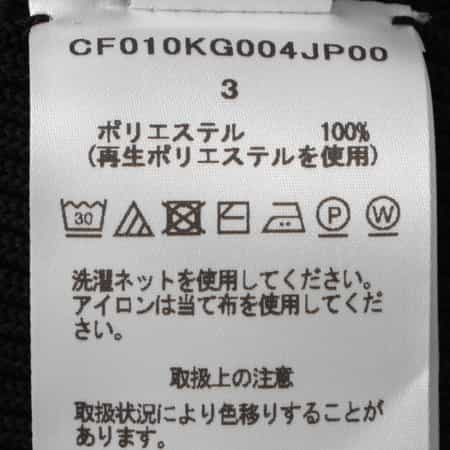 CF010KG004JP00
3
ポリエステル 100%
(再生ポリエステルを使用)
30 P W
洗濯ネットを使用してください。
アイロンは当て布を使用してくだ
さい。
取扱上の注意
取扱状況により色移りすることが
あります。